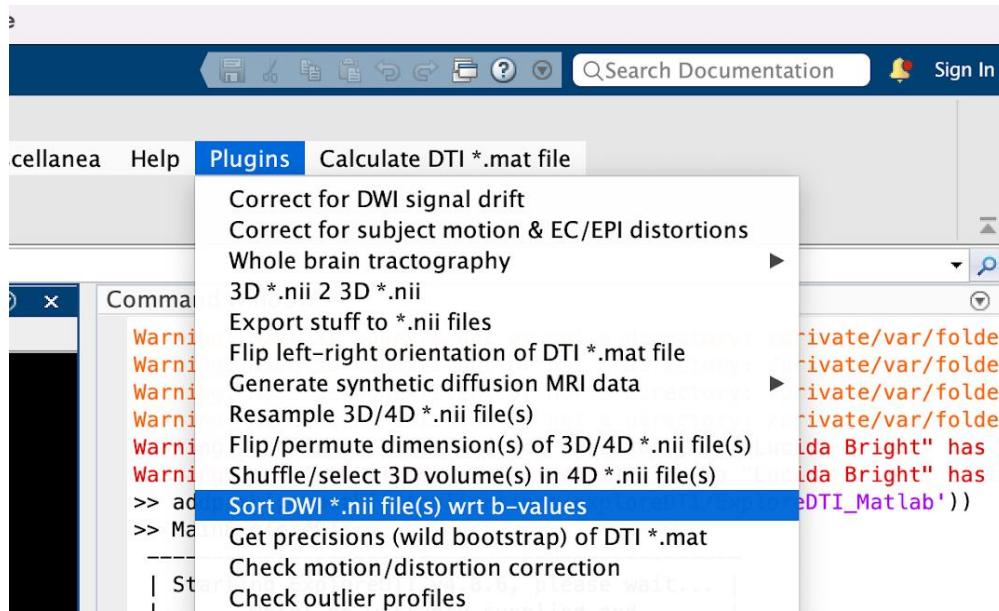 Search Documentation
Sign In
cellanea Help Plugins Calculate DTI *.mat file
Correct for DWI signal drift
Correct for subject motion & EC/EPI distortions
Whole brain tractography
3D *.nii 2 3D *.nii
Export stuff to *.nii files
Flip left-right orientation of DTI *.mat file
Generate synthetic diffusion MRI data
Resample 3D/4D *.nii file(s)
Flip/permute dimension(s) of 3D/4D *.nii file(s)
Shuffle/select 3D volume(s) in 4D *.nii file(s)
Sort DWI *.nii file(s) wrt b-values
Get precisions (wild bootstrap) of DTI *.mat
Check motion/distortion correction
Check outlier profiles
Comma
Warni rivate/var/folde
Warni rivate/var/folde
Warni rivate/var/folde
Warni rivate/var/folde
Warni ida Bright" has
Warni ida Bright" has
>> ad oreDTI_Matlab'))
>> Ma
| St